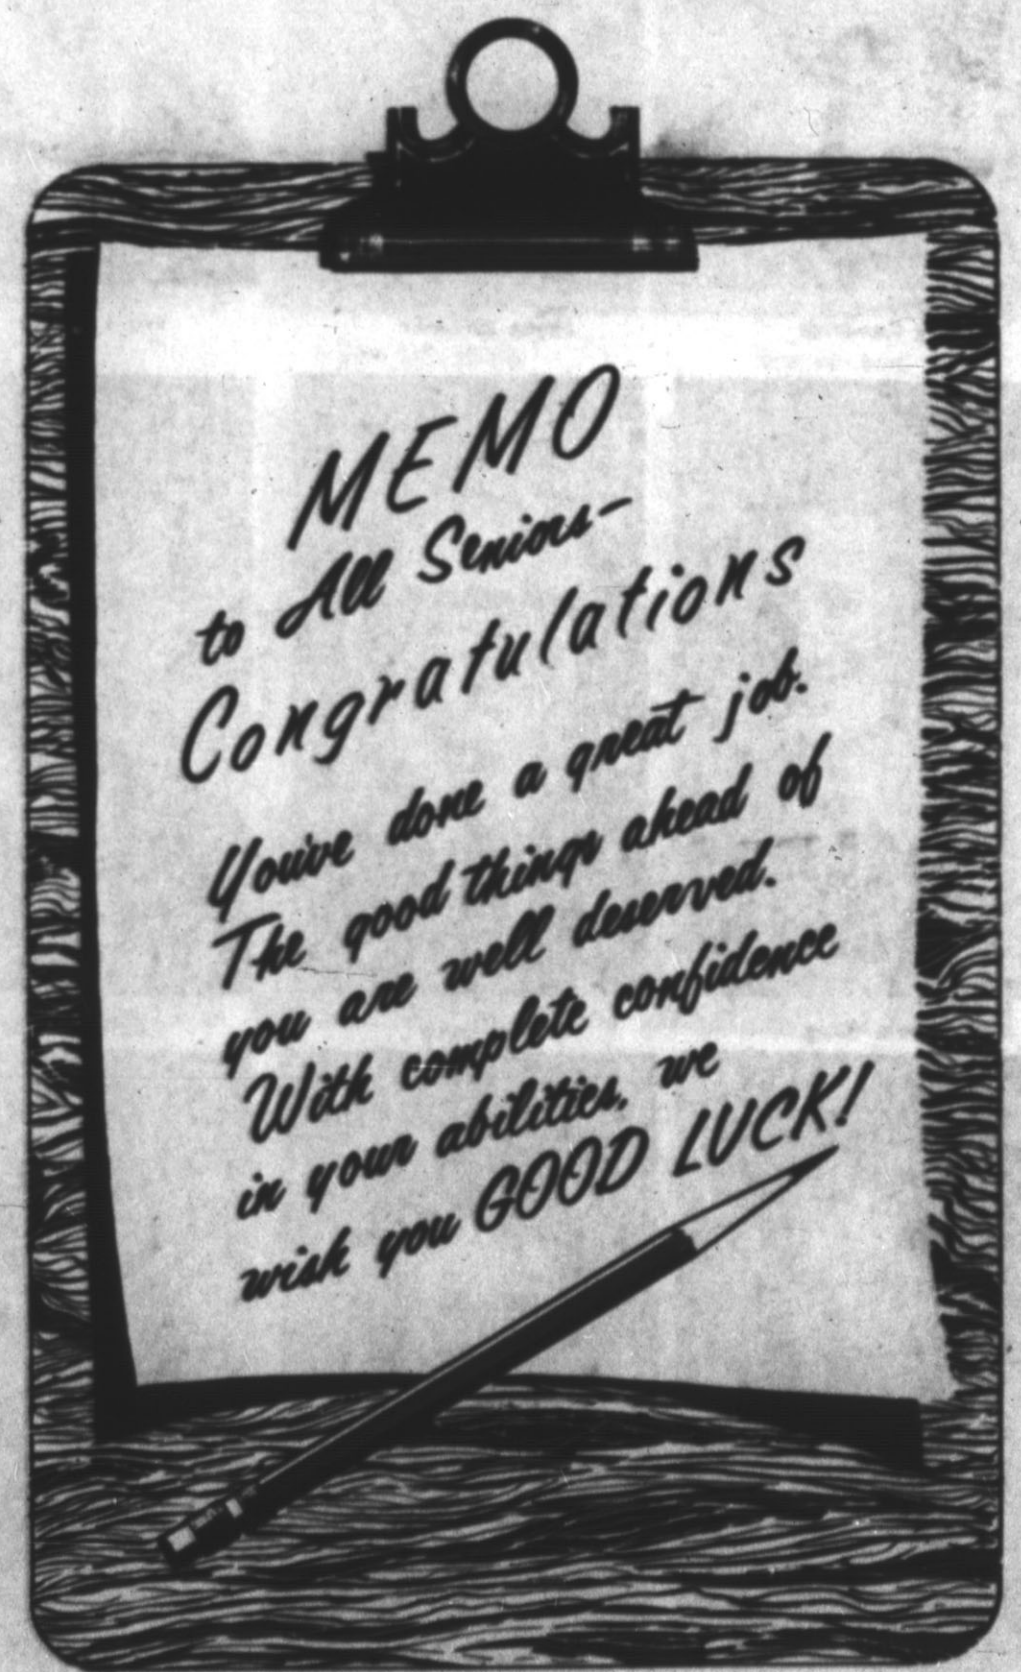 MEMO
to All Seniors-
Congratulations
You've done a great job.
The good things ahead of
you are well deserved.
With complete confidence
in your abilities, we
wish you GOOD LUCK!